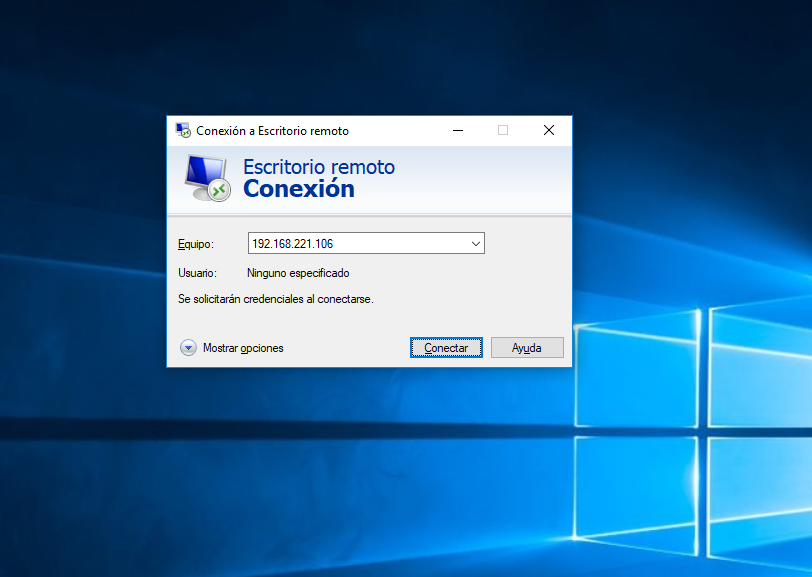 Conexión a Escritorio remoto
Escritorio remoto
Conexión
Equipo: 192.168.221.106
Usuario: Ninguno especificado
Se solicitarán credenciales al conectarse.
Mostrar opciones Conectar Ayuda